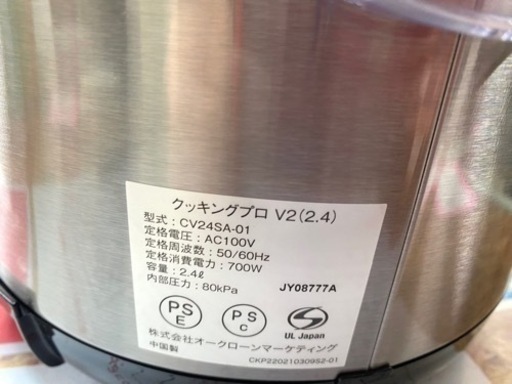 クッキングプロ V2(2.4)
型式：CV24SA-01
定格電圧：AC100V
定格周波数：50/60Hz
定格消費電力：700W
容量：2.4ℓ
内部圧力：80kPa
JY08777A
PS
E
PS
C
S
UL Japan
株式会社オークローンマーケティング
中国製
CKP22021030952-01